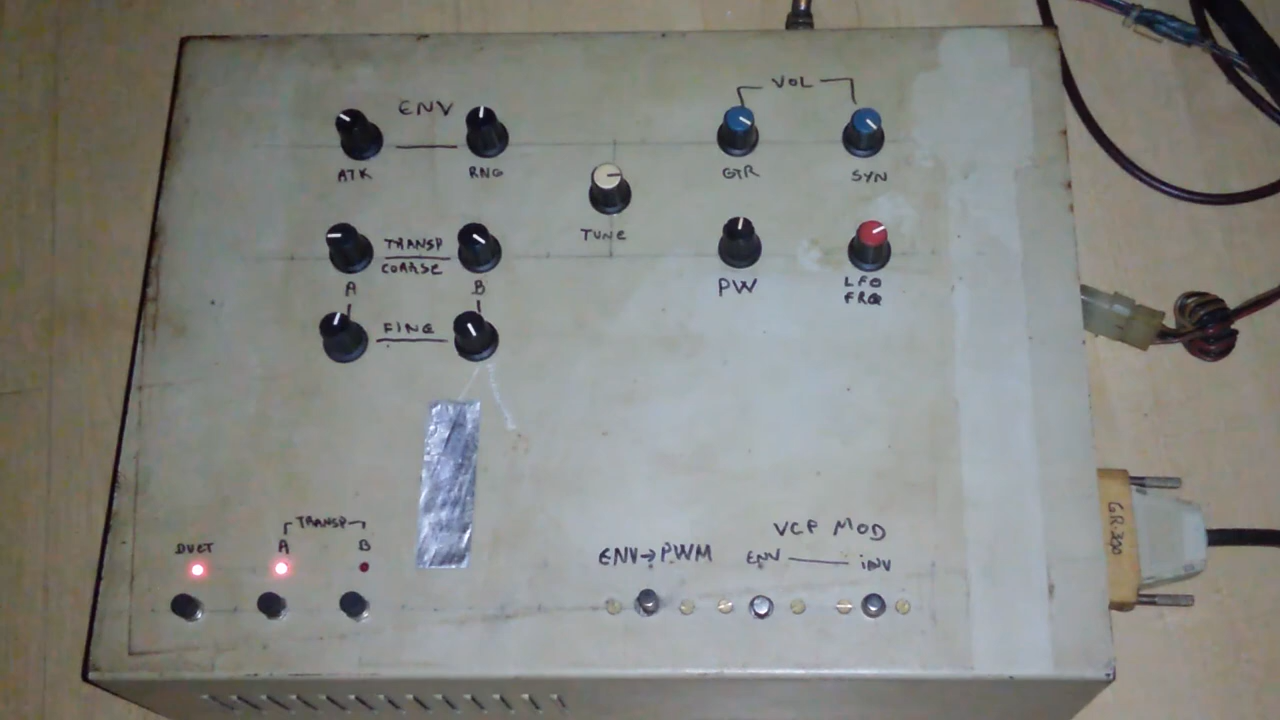 ENV
VOL
ATK
RNG
GTR
SYN
TUNE
TRANSP
COARSE
A
B
PW
LFO
FRQ
FINE
TRANSP
DUET
A
B
VCF MOD
ENV→PWM
ENV
iNV
GR-300